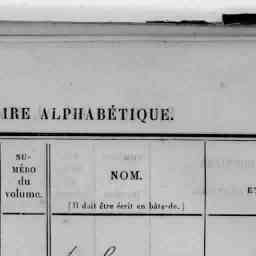 IRE ALPHABÉTIQUE.
NU-
MÉRO
du
volume.
NOM.
[Il doit être écrit en bâtarde.]
E